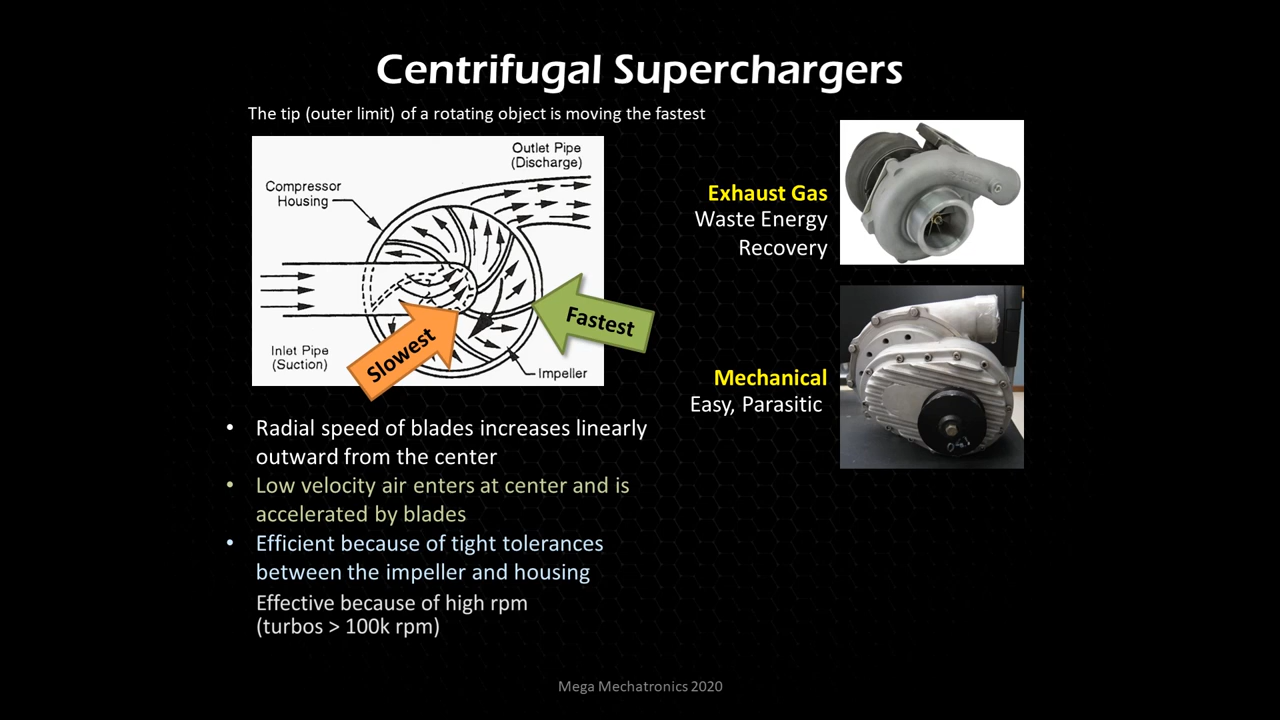 Centrifugal Superchargers
The tip (outer limit) of a rotating object is moving the fastest
Outlet Pipe
(Discharge)
Compressor
Housing
Fastest
Slowest
Inlet Pipe
(Suction)
Impeller
Exhaust Gas
Waste Energy
Recovery
Mechanical
Easy, Parasitic
• Radial speed of blades increases linearly
outward from the center
• Low velocity air enters at center and is
accelerated by blades
• Efficient because of tight tolerances
between the impeller and housing
Effective because of high rpm
(turbos > 100k rpm)
Mega Mechatronics 2020